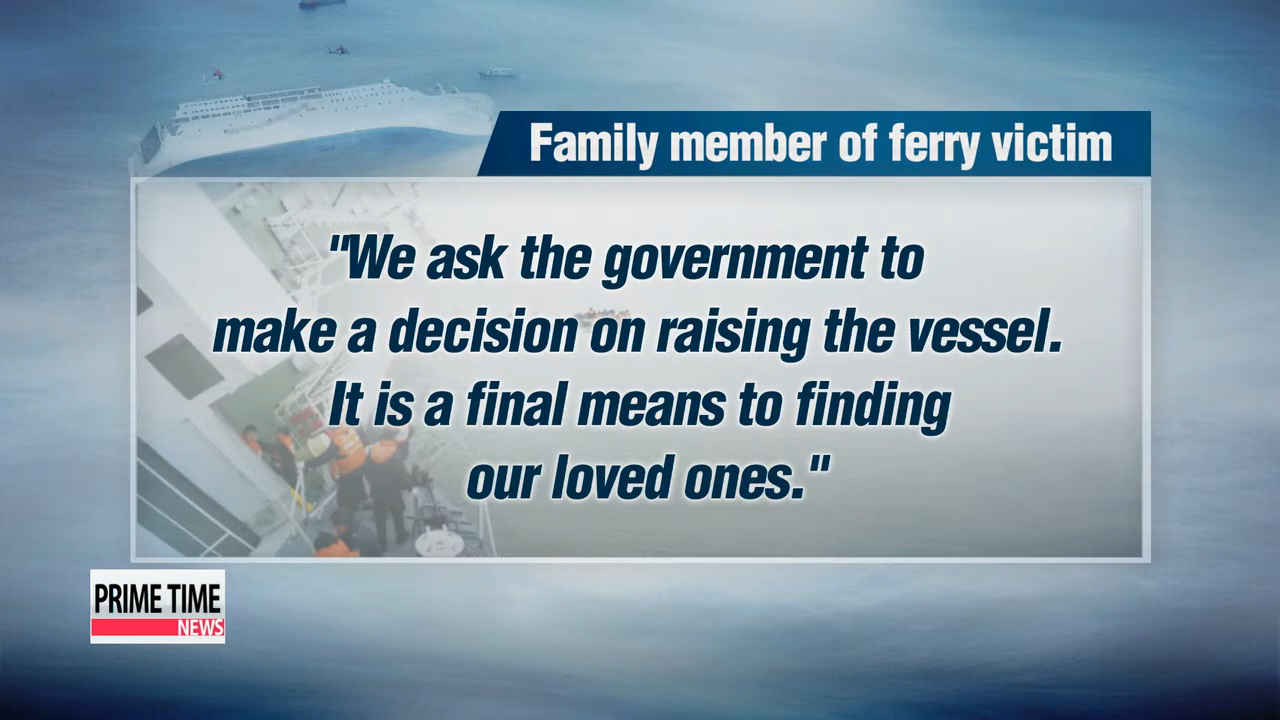 Family member of ferry victim
"We ask the government to
make a decision on raising the vessel.
It is a final means to finding
our loved ones."
PRIME TIME
NEWS